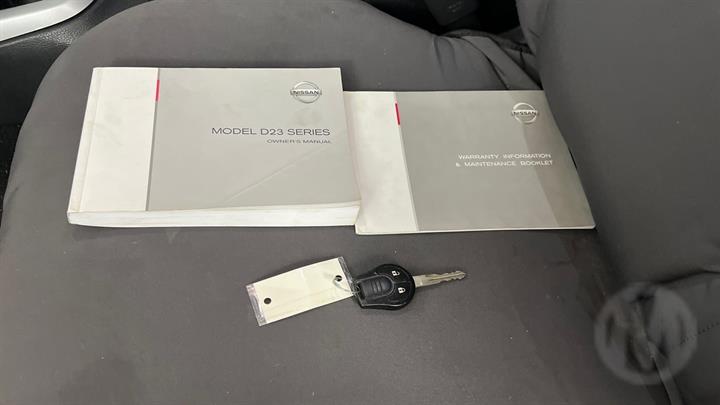 NISSAN
MODEL D23 SERIES
OWNER'S MANUAL
NISSAN
WARRANTY INFORMATION
& MAINTENANCE BOOKLET